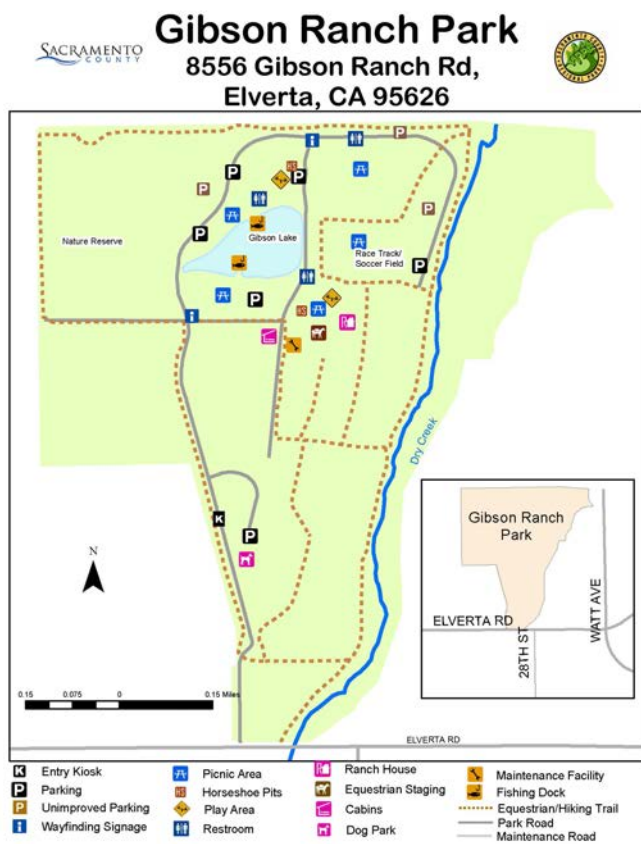 SACRAMENTO
COUNTY
Gibson Ranch Park
8556 Gibson Ranch Rd,
Elverta, CA 95626
Nature Reserve
Gibson Lake
Race Track/
Soccer Field
Dry Creek
Gibson Ranch
Park
ELVERTA RD
28TH ST
WATT AVE
N
0.15
0.075
0
0.15 Miles
ELVERTA RD
K Entry Kiosk
P Parking
P Unimproved Parking
i Wayfinding Signage
Picnic Area
HS Horseshoe Pits
Play Area
Restroom
Ranch House
Equestrian Staging
Cabins
Dog Park
Maintenance Facility
Fishing Dock
Equestrian/Hiking Trail
Park Road
Maintenance Road